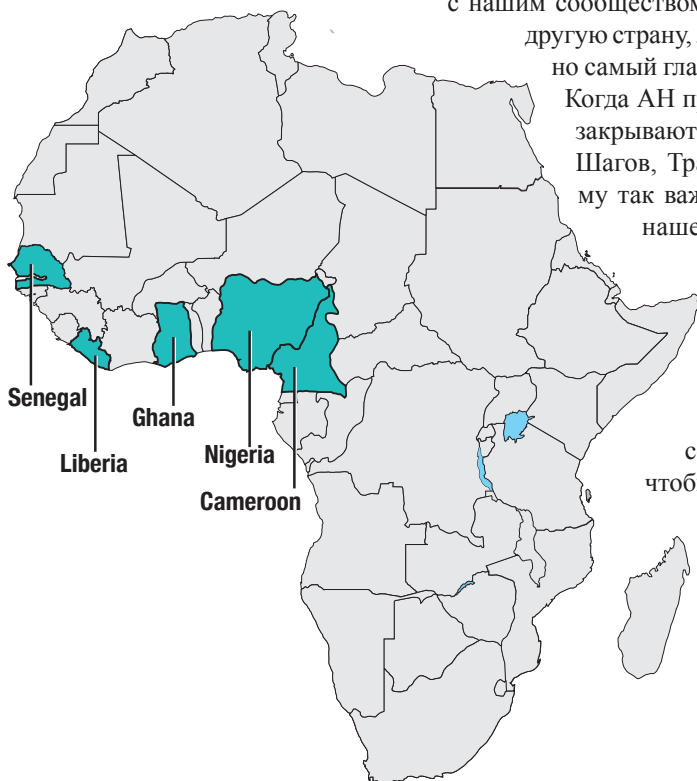 с нашим сообществом
другую страну,
но самый гла
Когда АН п
закрывают
Шагов, Тра
му так важ
наше
Senegal
Ghana
Liberia
Nigeria
Cameroon
с
чтоб